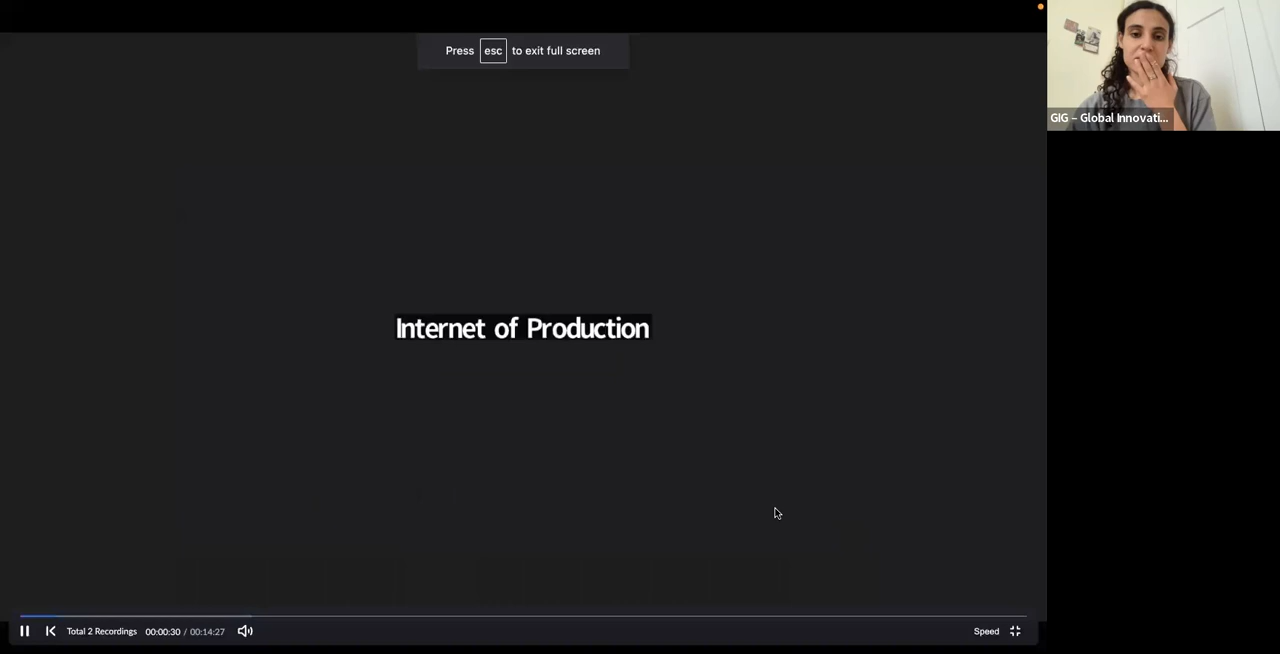 Press esc to exit full screen
GIG – Global Innovati...
Internet of Production
Total 2 Recordings 00:00:30 / 00:14:27
Speed